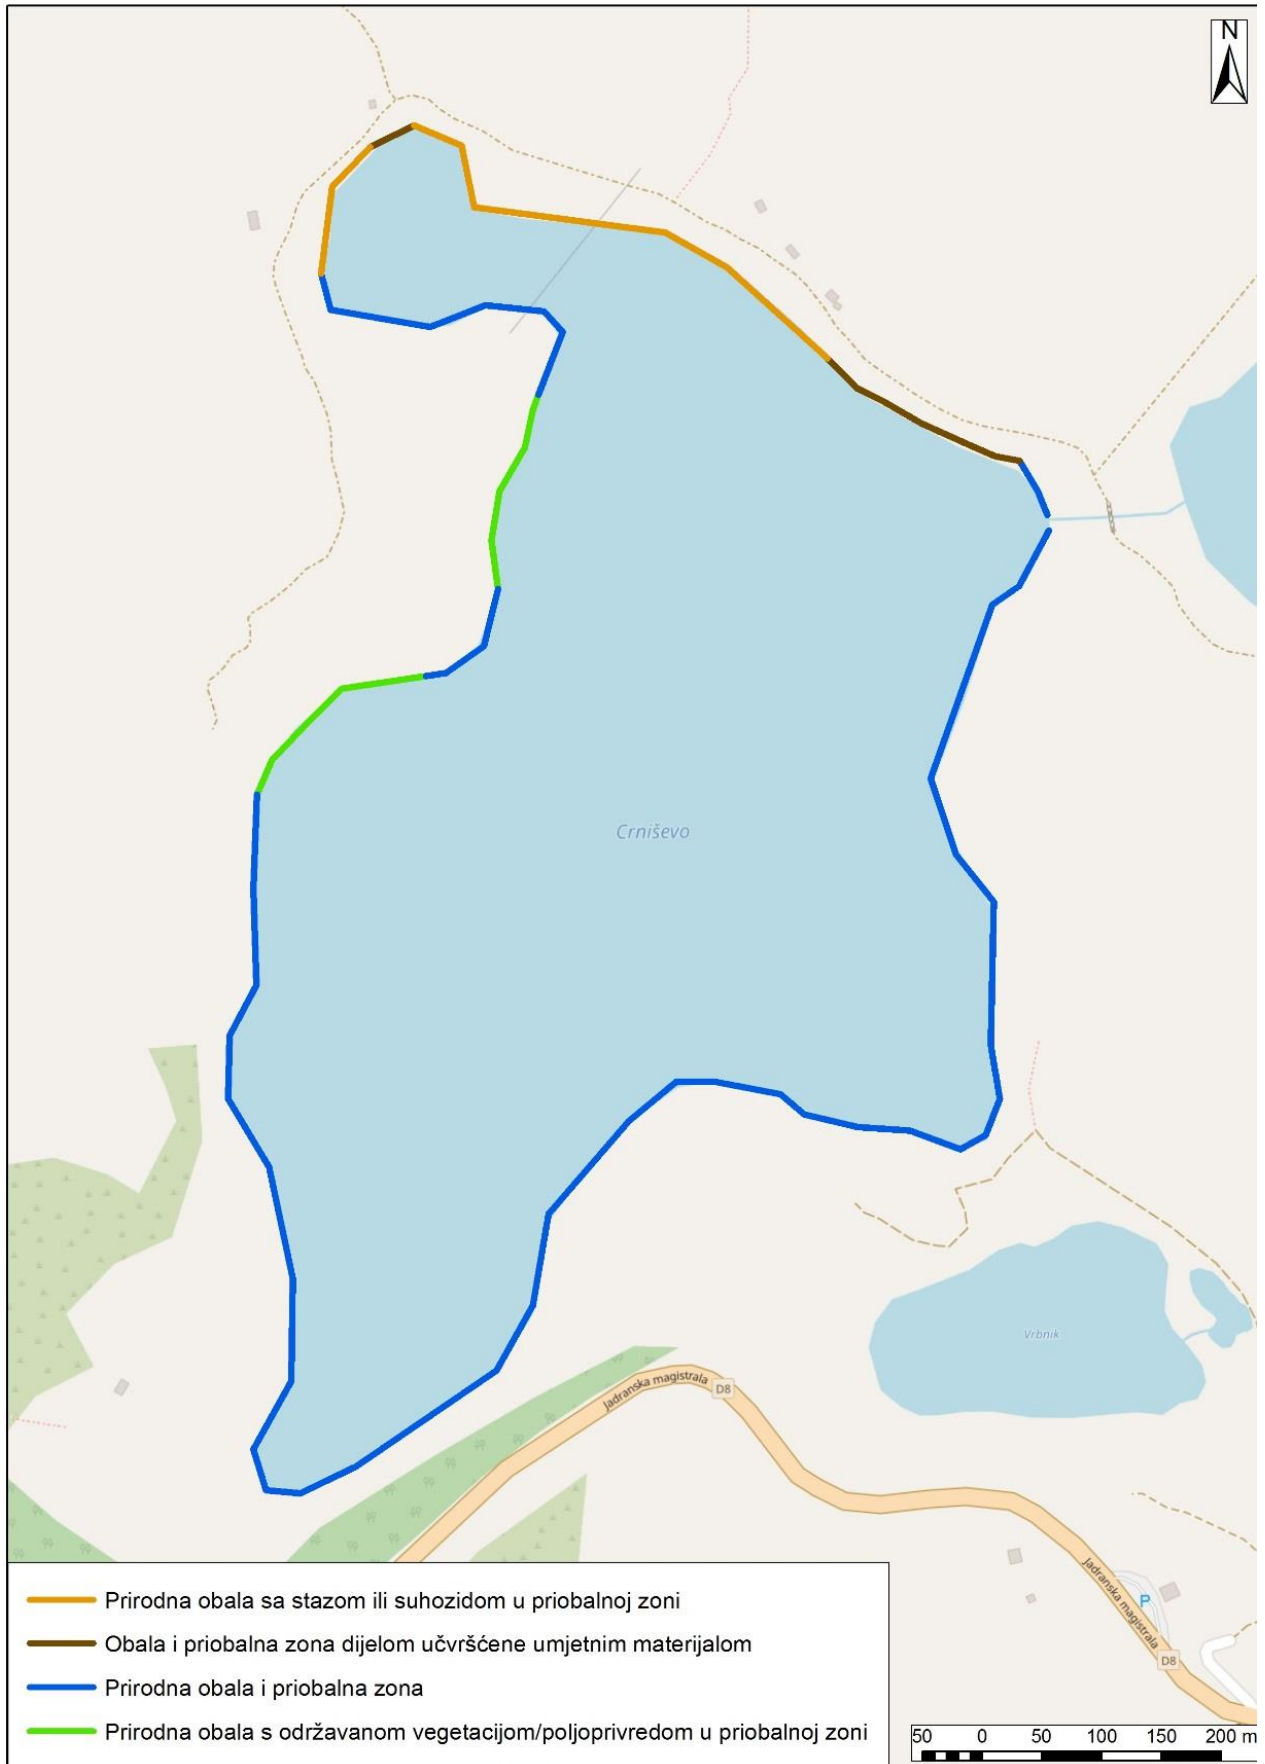 N
Crniševo
Vrbnik
Jadranska magistrala
D8
Jadranska magistrala
P
D8
Prirodna obala sa stazom ili suhozidom u priobalnoj zoni
Obala i priobalna zona dijelom učvršćene umjetnim materijalom
Prirodna obala i priobalna zona
Prirodna obala s održavanom vegetacijom/poljoprivredom u priobalnoj zoni
50 0 50 100 150 200 m